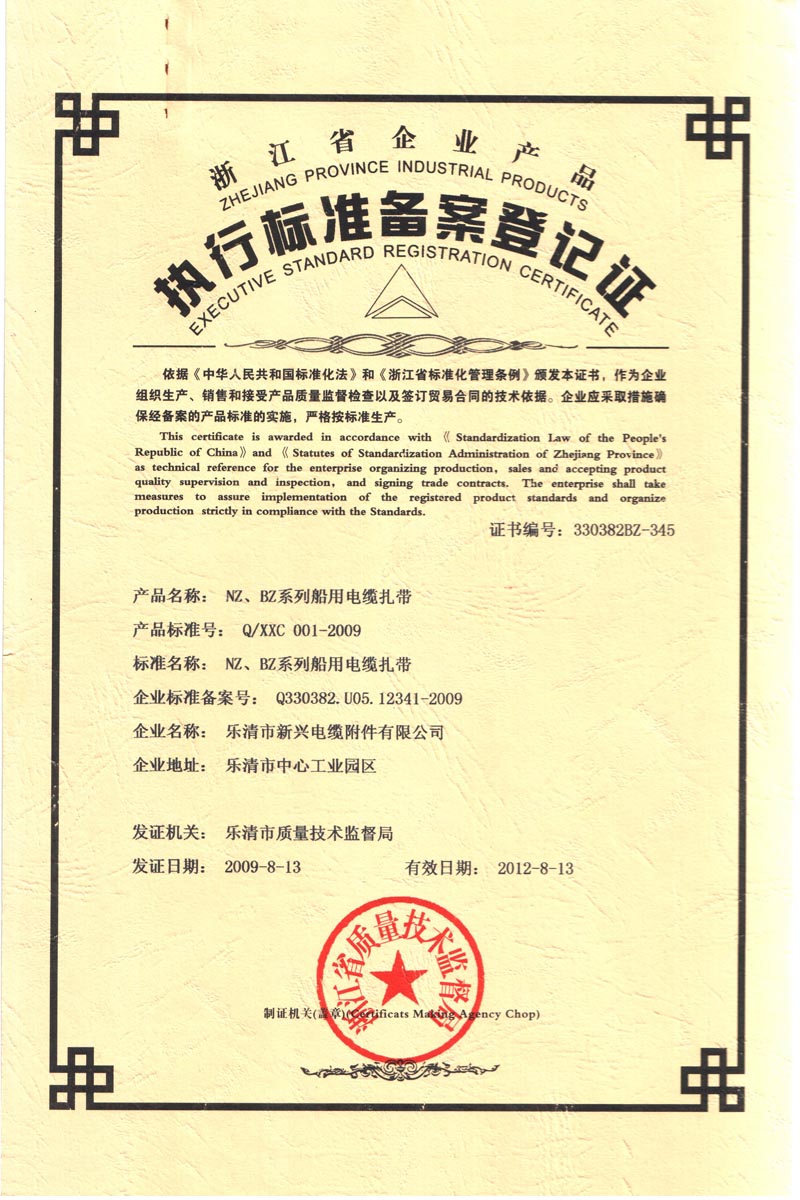 浙江省企业产品
ZHEJIANG PROVINCE INDUSTRIAL PRODUCTS
执行标准备案登记证
EXECUTIVE STANDARD REGISTRATION CERTIFICATE
依据《中华人民共和国标准化法》和《浙江省标准化管理条例》颁发本证书，作为企业
组织生产、销售和接受产品质量监督检查以及签订贸易合同的技术依据。企业应采取措施确
保经备案的产品标准的实施，严格按标准生产。
This certificate is awarded in accordance with 《 Standardization Law of the People's
Republic of China》 and 《 Statutes of Standardization Administration of Zhejiang Province》
as technical reference for the enterprise organizing production, sales and accepting product
quality supervision and inspection, and signing trade contracts. The enterprise shall take
measures to assure implementation of the registered product standards and organize
production strictly in compliance with the Standards.
证书编号：330382BZ-345
产品名称： NZ、BZ系列船用电缆扎带
产品标准号： Q/XXC 001-2009
标准名称： NZ、BZ系列船用电缆扎带
企业标准备案号： Q330382.U05.12341-2009
企业名称： 乐清市新兴电缆附件有限公司
企业地址： 乐清市中心工业园区
发证机关： 乐清市质量技术监督局
发证日期： 2009-8-13 有效日期： 2012-8-13
浙江省质量技术监督局
制证机关(盖章)(Certificats Making Agency Chop)